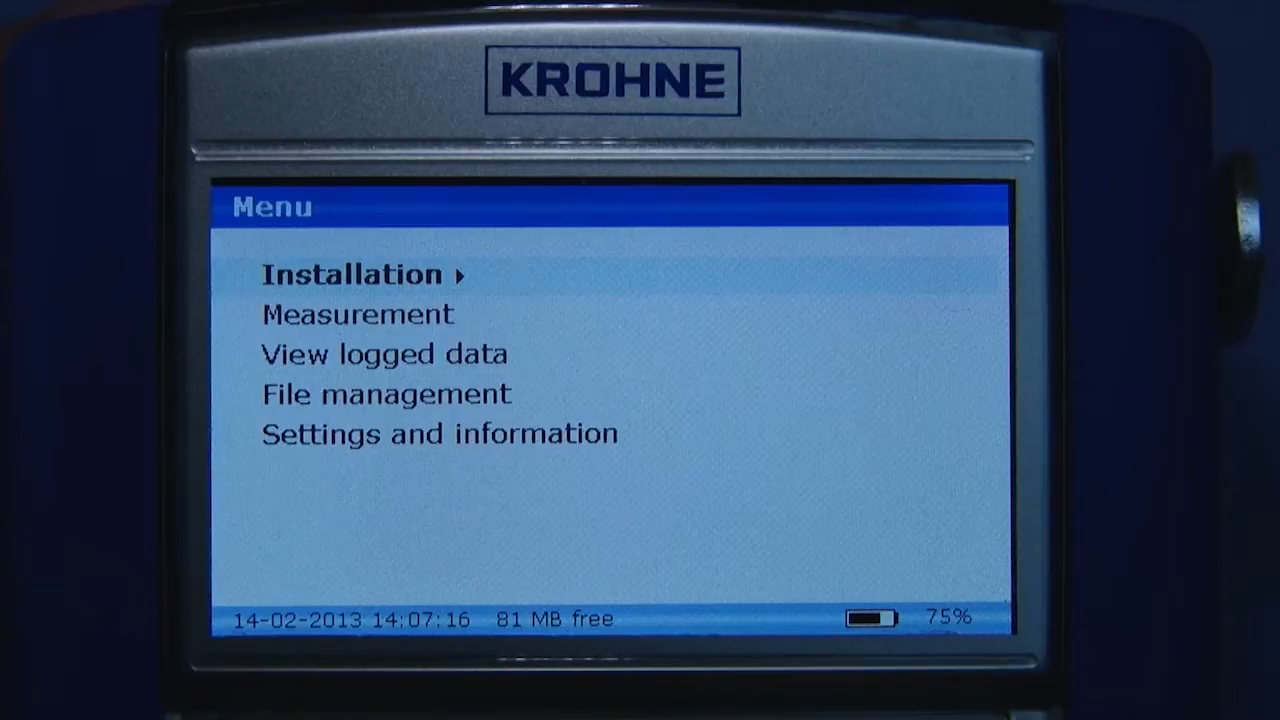 KROHNE
Menu
Installation ▸
Measurement
View logged data
File management
Settings and information
14-02-2013 14:07:16 81 MB free 75%